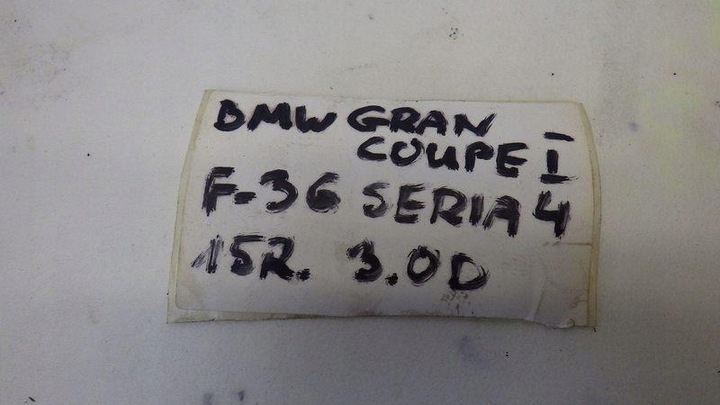 BMW GRAN
COUPE I
F-36 SERIA 4
15R. 3.0D